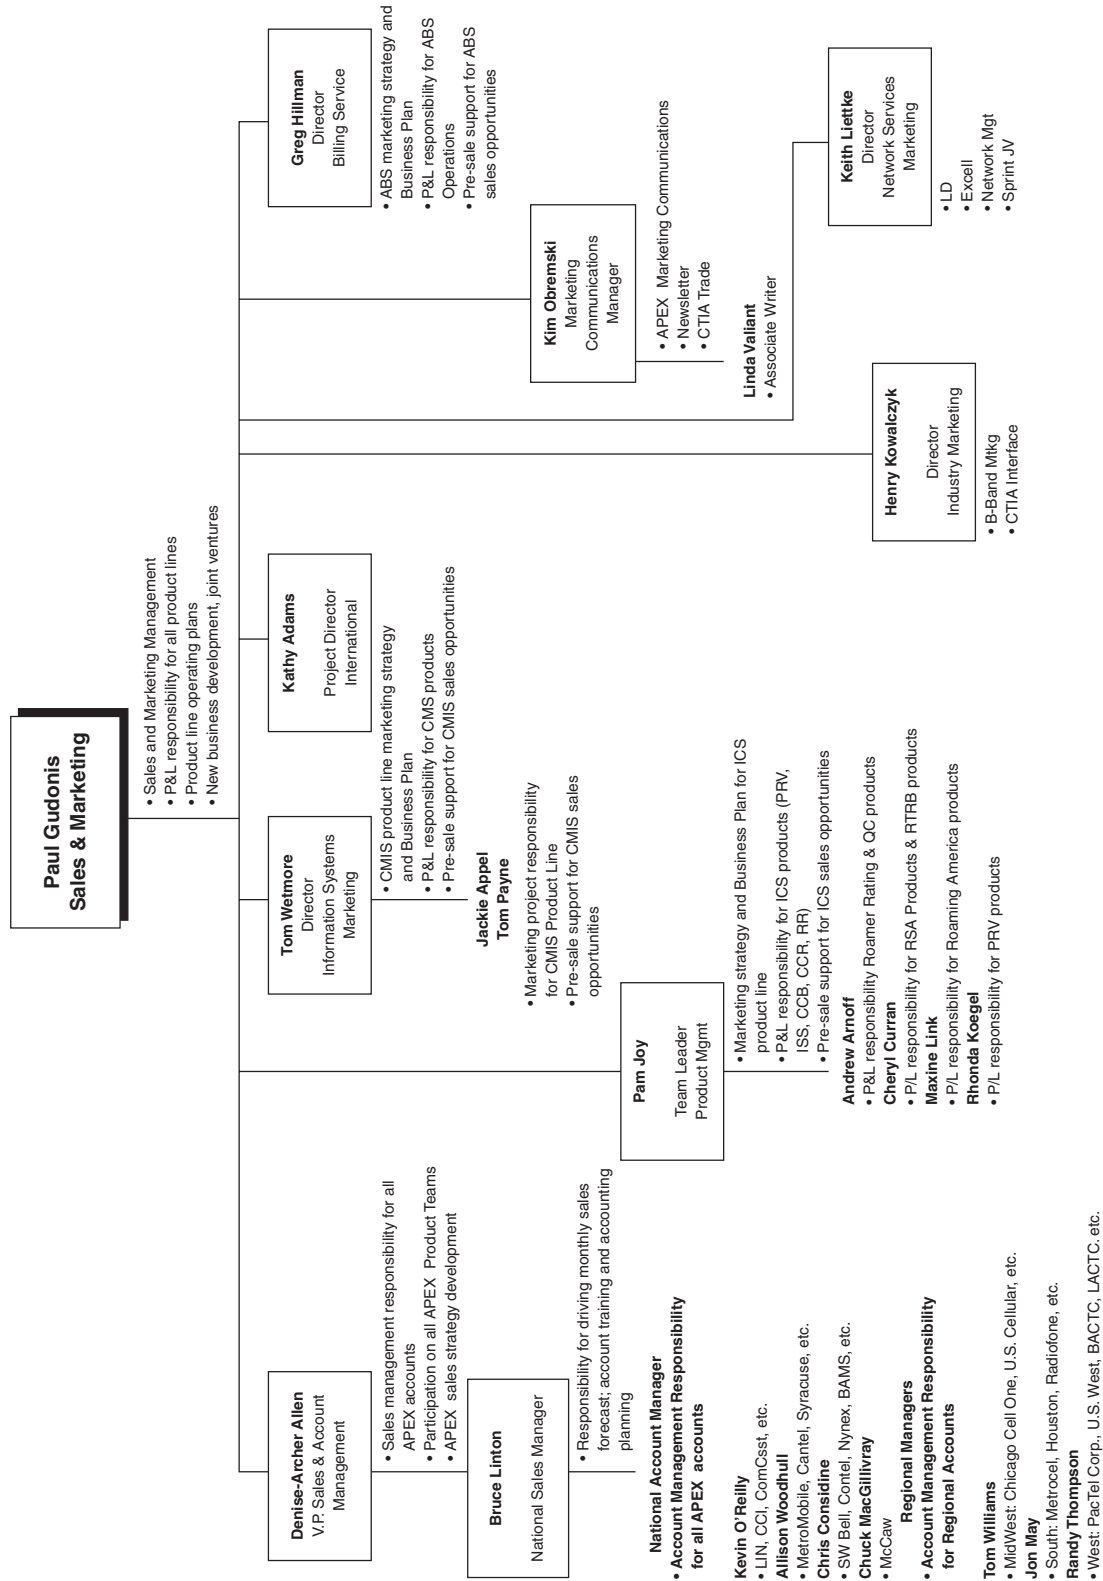 Paul Gudonis
Sales & Marketing
• Sales and Marketing Management
• P&L responsibility for all product lines
• Product line operating plans
• New business development, joint ventures
Denise-Archer Allen
V.P. Sales & Account
Management
• Sales management responsibility for all
APEX accounts
• Participation on all APEX Product Teams
• APEX sales strategy development
Bruce Linton
National Sales Manager
• Responsibility for driving monthly sales
forecast; account training and accounting
planning
National Account Manager
• Account Management Responsibility
for all APEX accounts
Kevin O'Reilly
• LIN, CCI, ComCsst, etc.
Allison Woodhull
• MetroMobile, Cantel, Syracuse, etc.
Chris Considine
• SW Bell, Contel, Nynex, BAMS, etc.
Chuck MacGillivray
• McCaw
Regional Managers
• Account Management Responsibility
for Regional Accounts
Tom Williams
• MidWest: Chicago Cell One, U.S. Cellular, etc.
Jon May
• South: Metrocel, Houston, Radiofone, etc.
Randy Thompson
• West: PacTel Corp., U.S. West, BACTC, LACTC. etc.
Pam Joy
Team Leader
Product Mgmt
• Marketing strategy and Business Plan for ICS
product line
• P&L responsibility for ICS products (PRV,
ISS, CCB, CCR, RR)
• Pre-sale support for ICS sales opportunities
Andrew Arnoff
• P&L responsibility Roamer Rating & QC products
Cheryl Curran
• P/L responsibility for RSA Products & RTRB products
Maxine Link
• P/L responsibility for Roaming America products
Rhonda Koegel
• P/L responsibility for PRV products
Tom Wetmore
Director
Information Systems
Marketing
• CMIS product line marketing strategy
and Business Plan
• P&L responsibility for CMS products
• Pre-sale support for CMIS sales opportunities
Jackie Appel
Tom Payne
• Marketing project responsibility
for CMIS Product Line
• Pre-sale support for CMIS sales
opportunities
Kathy Adams
Project Director
International
Henry Kowalczyk
Director
Industry Marketing
• B-Band Mtkg
• CTIA Interface
Kim Obremski
Marketing
Communications
Manager
• APEX Marketing Communications
• Newsletter
• CTIA Trade
Linda Valiant
• Associate Writer
Greg Hillman
Director
Billing Service
• ABS marketing strategy and
Business Plan
• P&L responsibility for ABS
Operations
• Pre-sale support for ABS
sales opportunities
Keith Liettke
Director
Network Services
Marketing
• LD
• Excell
• Network Mgt
• Sprint JV